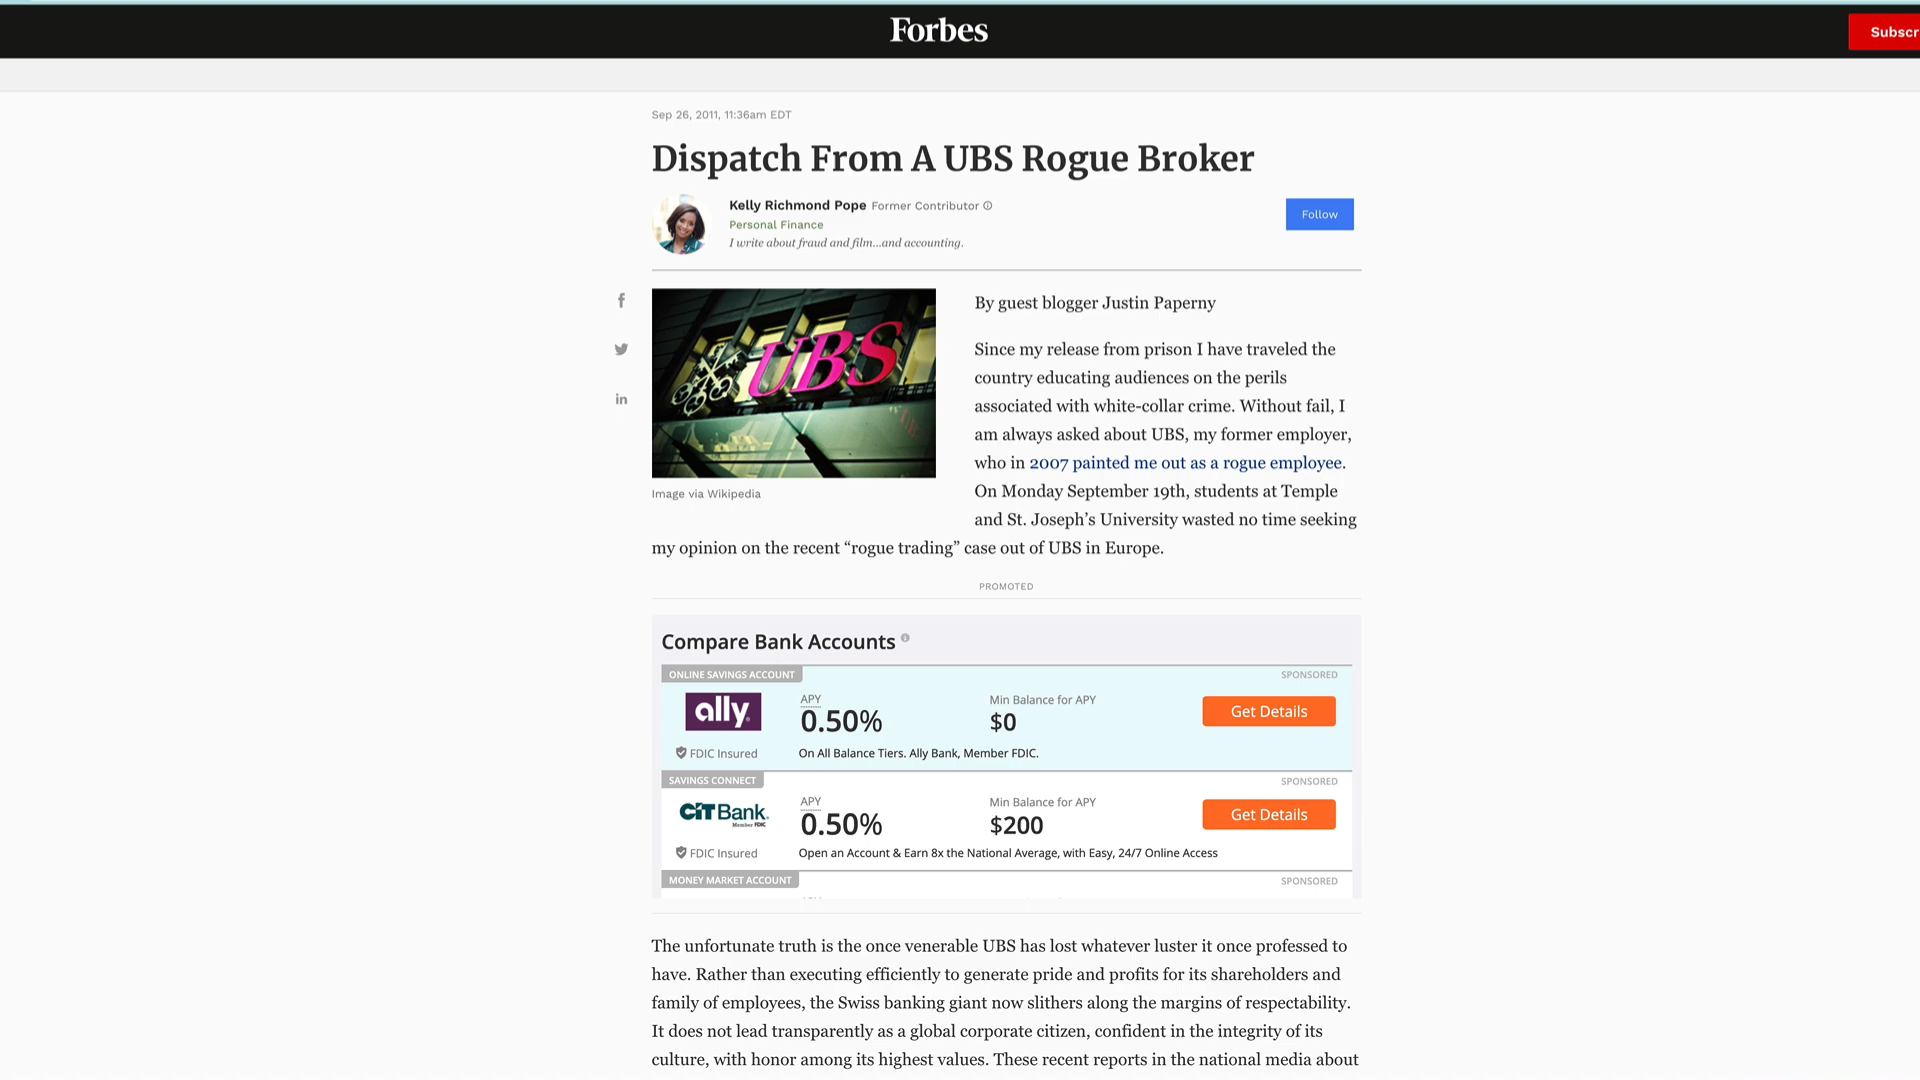 Forbes
Subscr
Sep 26, 2011, 11:36am EDT
Dispatch From A UBS Rogue Broker
Kelly Richmond Pope Former Contributor
Personal Finance
I write about fraud and film...and accounting.
Follow
UBS
Image via Wikipedia
By guest blogger Justin Paperny
Since my release from prison I have traveled the
country educating audiences on the perils
associated with white-collar crime. Without fail, I
am always asked about UBS, my former employer,
who in 2007 painted me out as a rogue employee.
On Monday September 19th, students at Temple
and St. Joseph’s University wasted no time seeking
my opinion on the recent “rogue trading” case out of UBS in Europe.
PROMOTED
Compare Bank Accounts
ONLINE SAVINGS ACCOUNT
SPONSORED
ally
APY
0.50%
Min Balance for APY
$0
Get Details
FDIC Insured
On All Balance Tiers. Ally Bank, Member FDIC.
SAVINGS CONNECT
SPONSORED
CIT Bank
Member FDIC
APY
0.50%
Min Balance for APY
$200
Get Details
FDIC Insured
Open an Account & Earn 8x the National Average, with Easy, 24/7 Online Access
MONEY MARKET ACCOUNT
SPONSORED
The unfortunate truth is the once venerable UBS has lost whatever luster it once professed to
have. Rather than executing efficiently to generate pride and profits for its shareholders and
family of employees, the Swiss banking giant now slithers along the margins of respectability.
It does not lead transparently as a global corporate citizen, confident in the integrity of its
culture, with honor among its highest values. These recent reports in the national media about